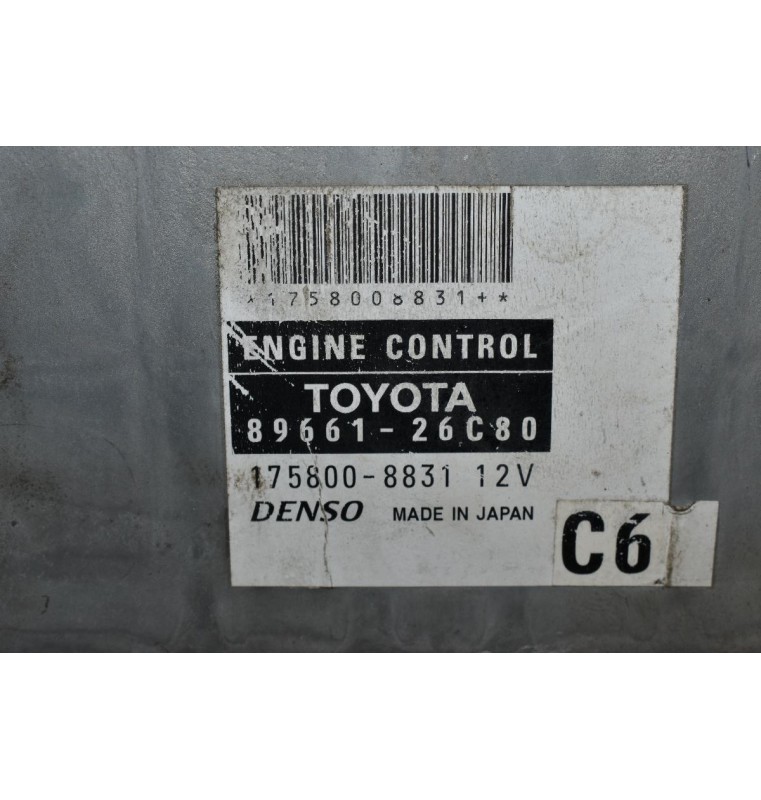 *1758008831+*
ENGINE CONTROL
TOYOTA
89661-26C80
175800-8831 12V
DENSO MADE IN JAPAN
C6